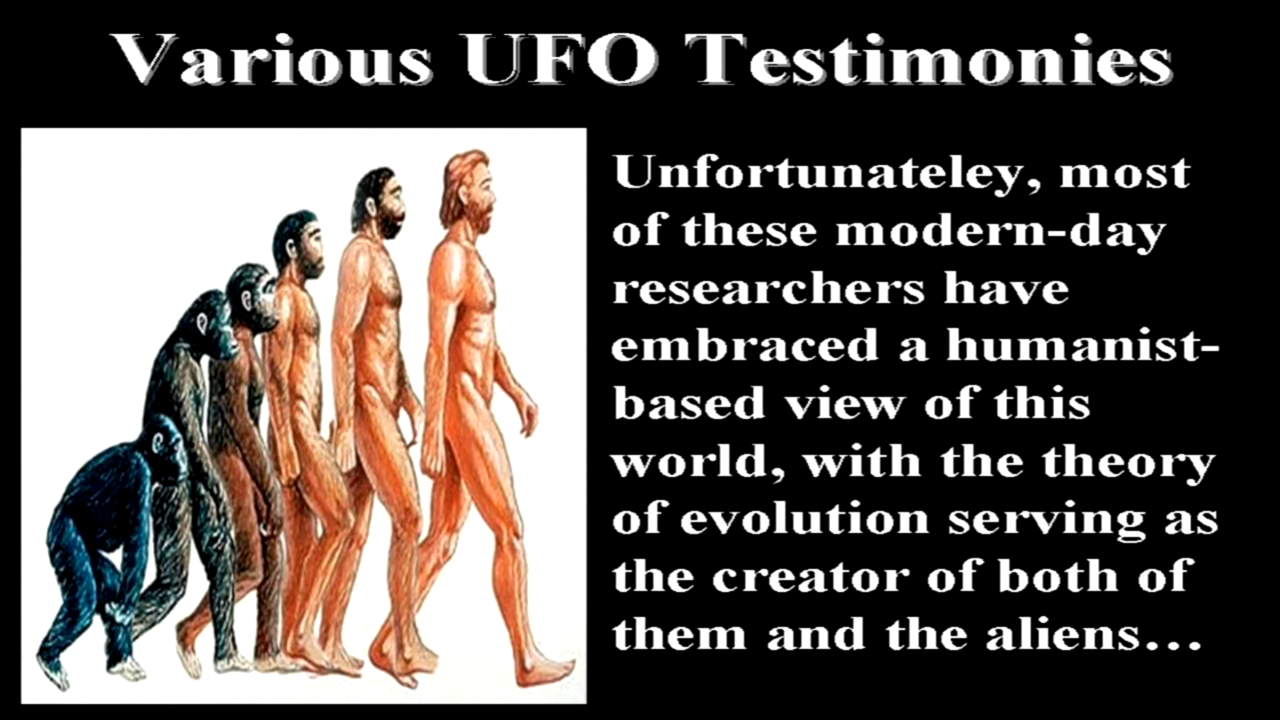 Various UFO Testimonies
Unfortunateley, most
of these modern-day
researchers have
embraced a humanist-
based view of this
world, with the theory
of evolution serving as
the creator of both of
them and the aliens...